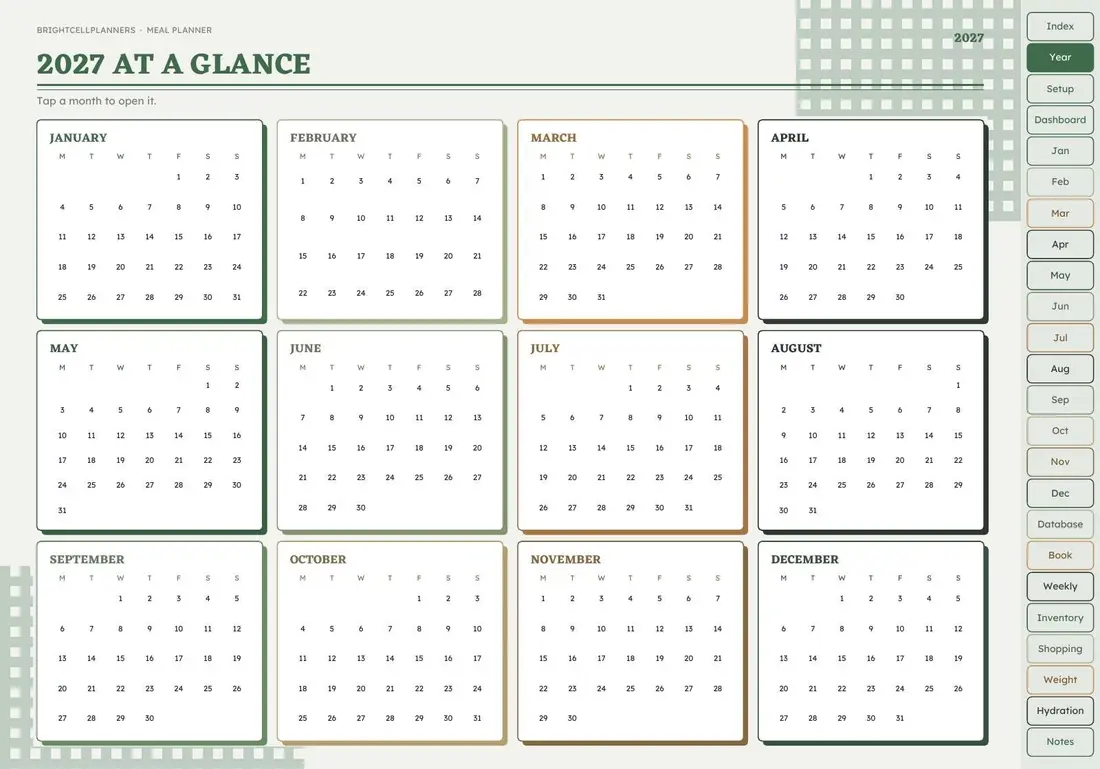 BRIGHTCELLPLANNERS · MEAL PLANNER
2027
2027 AT A GLANCE
Tap a month to open it.
JANUARY
M T W T F S S
1 2 3
4 5 6 7 8 9 10
11 12 13 14 15 16 17
18 19 20 21 22 23 24
25 26 27 28 29 30 31
FEBRUARY
M T W T F S S
1 2 3 4 5 6 7
8 9 10 11 12 13 14
15 16 17 18 19 20 21
22 23 24 25 26 27 28
MARCH
M T W T F S S
1 2 3 4 5 6 7
8 9 10 11 12 13 14
15 16 17 18 19 20 21
22 23 24 25 26 27 28
29 30 31
APRIL
M T W T F S S
1 2 3 4
5 6 7 8 9 10 11
12 13 14 15 16 17 18
19 20 21 22 23 24 25
26 27 28 29 30
MAY
M T W T F S S
1 2
3 4 5 6 7 8 9
10 11 12 13 14 15 16
17 18 19 20 21 22 23
24 25 26 27 28 29 30
31
JUNE
M T W T F S S
1 2 3 4 5 6
7 8 9 10 11 12 13
14 15 16 17 18 19 20
21 22 23 24 25 26 27
28 29 30
JULY
M T W T F S S
1 2 3 4
5 6 7 8 9 10 11
12 13 14 15 16 17 18
19 20 21 22 23 24 25
26 27 28 29 30 31
AUGUST
M T W T F S S
1
2 3 4 5 6 7 8
9 10 11 12 13 14 15
16 17 18 19 20 21 22
23 24 25 26 27 28 29
30 31
SEPTEMBER
M T W T F S S
1 2 3 4 5
6 7 8 9 10 11 12
13 14 15 16 17 18 19
20 21 22 23 24 25 26
27 28 29 30
OCTOBER
M T W T F S S
1 2 3
4 5 6 7 8 9 10
11 12 13 14 15 16 17
18 19 20 21 22 23 24
25 26 27 28 29 30 31
NOVEMBER
M T W T F S S
1 2 3 4 5 6 7
8 9 10 11 12 13 14
15 16 17 18 19 20 21
22 23 24 25 26 27 28
29 30
DECEMBER
M T W T F S S
1 2 3 4 5
6 7 8 9 10 11 12
13 14 15 16 17 18 19
20 21 22 23 24 25 26
27 28 29 30 31
Index
Year
Setup
Dashboard
Jan
Feb
Mar
Apr
May
Jun
Jul
Aug
Sep
Oct
Nov
Dec
Database
Book
Weekly
Inventory
Shopping
Weight
Hydration
Notes